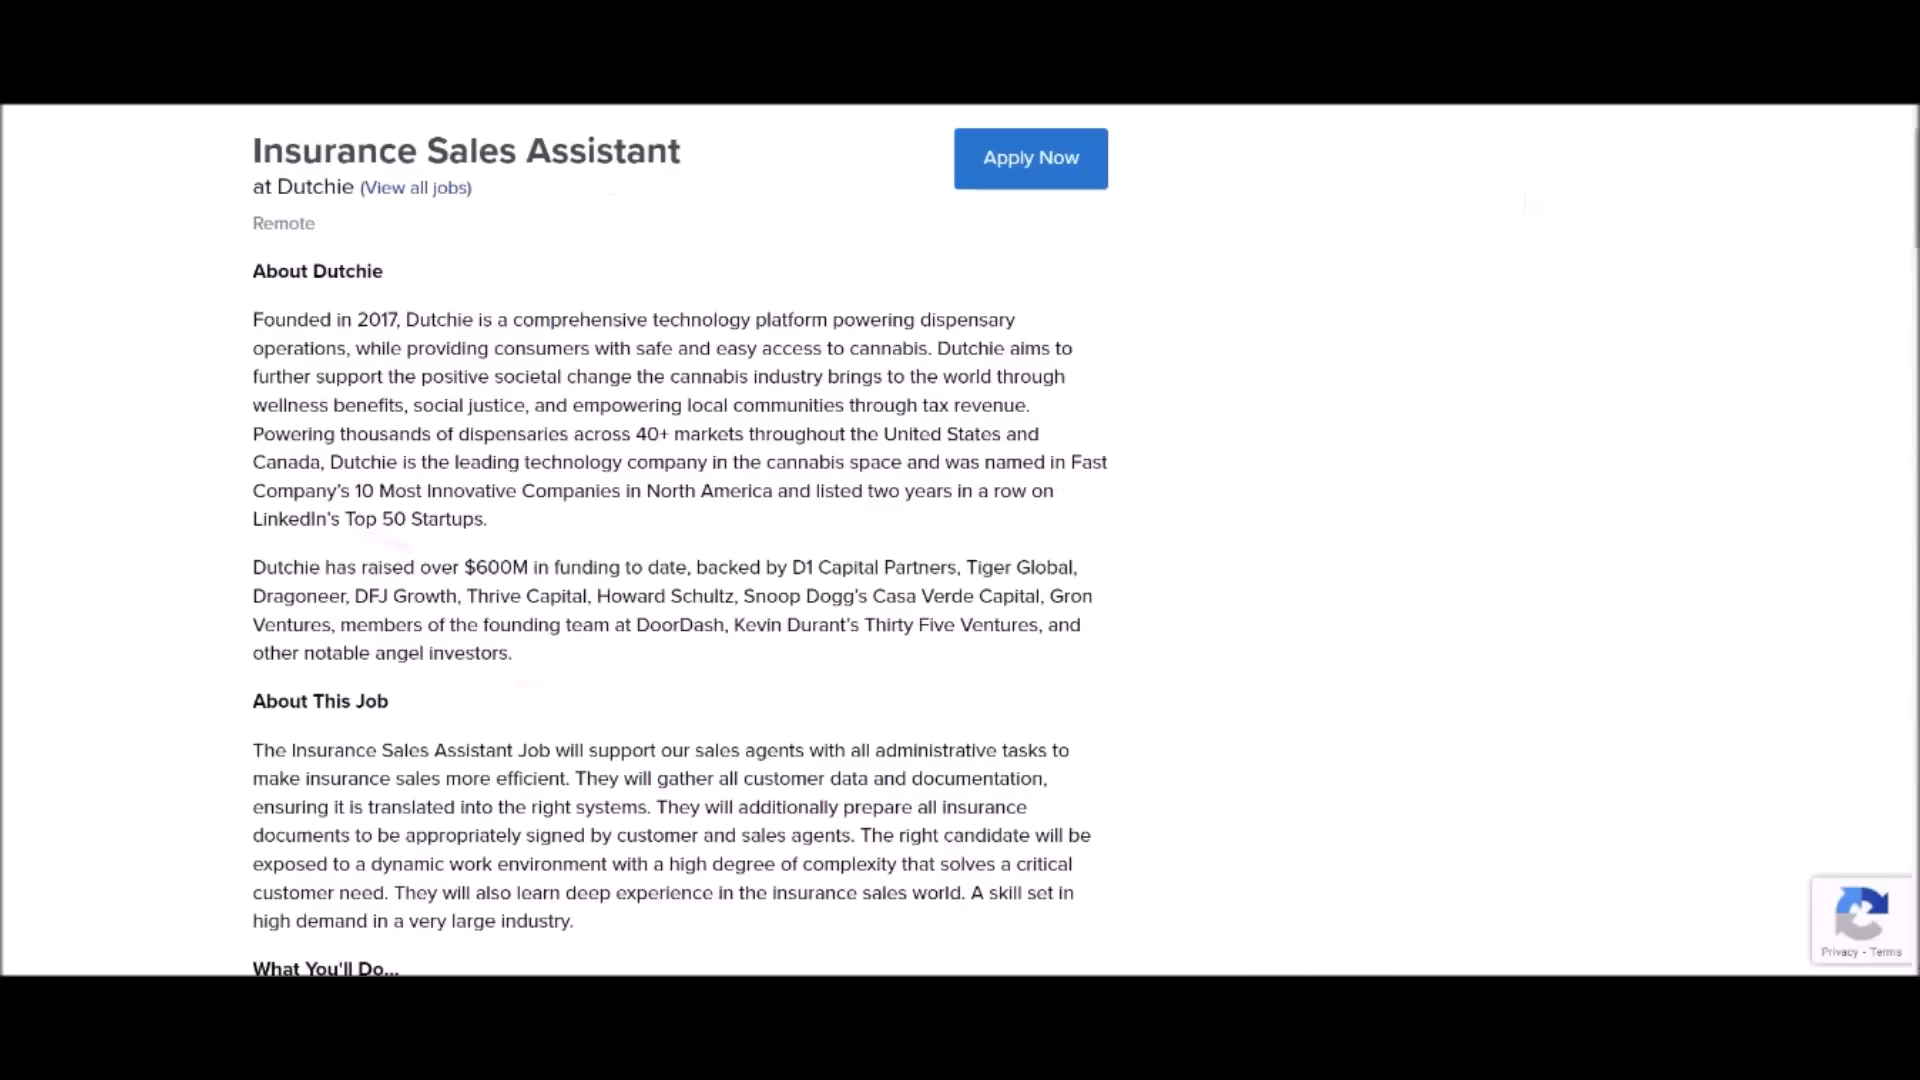 Insurance Sales Assistant
Apply Now
at Dutchie (View all jobs)
Remote
About Dutchie
Founded in 2017, Dutchie is a comprehensive technology platform powering dispensary
operations, while providing consumers with safe and easy access to cannabis. Dutchie aims to
further support the positive societal change the cannabis industry brings to the world through
wellness benefits, social justice, and empowering local communities through tax revenue.
Powering thousands of dispensaries across 40+ markets throughout the United States and
Canada, Dutchie is the leading technology company in the cannabis space and was named in Fast
Company’s 10 Most Innovative Companies in North America and listed two years in a row on
LinkedIn’s Top 50 Startups.
Dutchie has raised over $600M in funding to date, backed by D1 Capital Partners, Tiger Global,
Dragoneer, DFJ Growth, Thrive Capital, Howard Schultz, Snoop Dogg’s Casa Verde Capital, Gron
Ventures, members of the founding team at DoorDash, Kevin Durant’s Thirty Five Ventures, and
other notable angel investors.
About This Job
The Insurance Sales Assistant Job will support our sales agents with all administrative tasks to
make insurance sales more efficient. They will gather all customer data and documentation,
ensuring it is translated into the right systems. They will additionally prepare all insurance
documents to be appropriately signed by customer and sales agents. The right candidate will be
exposed to a dynamic work environment with a high degree of complexity that solves a critical
customer need. They will also learn deep experience in the insurance sales world. A skill set in
high demand in a very large industry.
What You'll Do...
Privacy - Terms